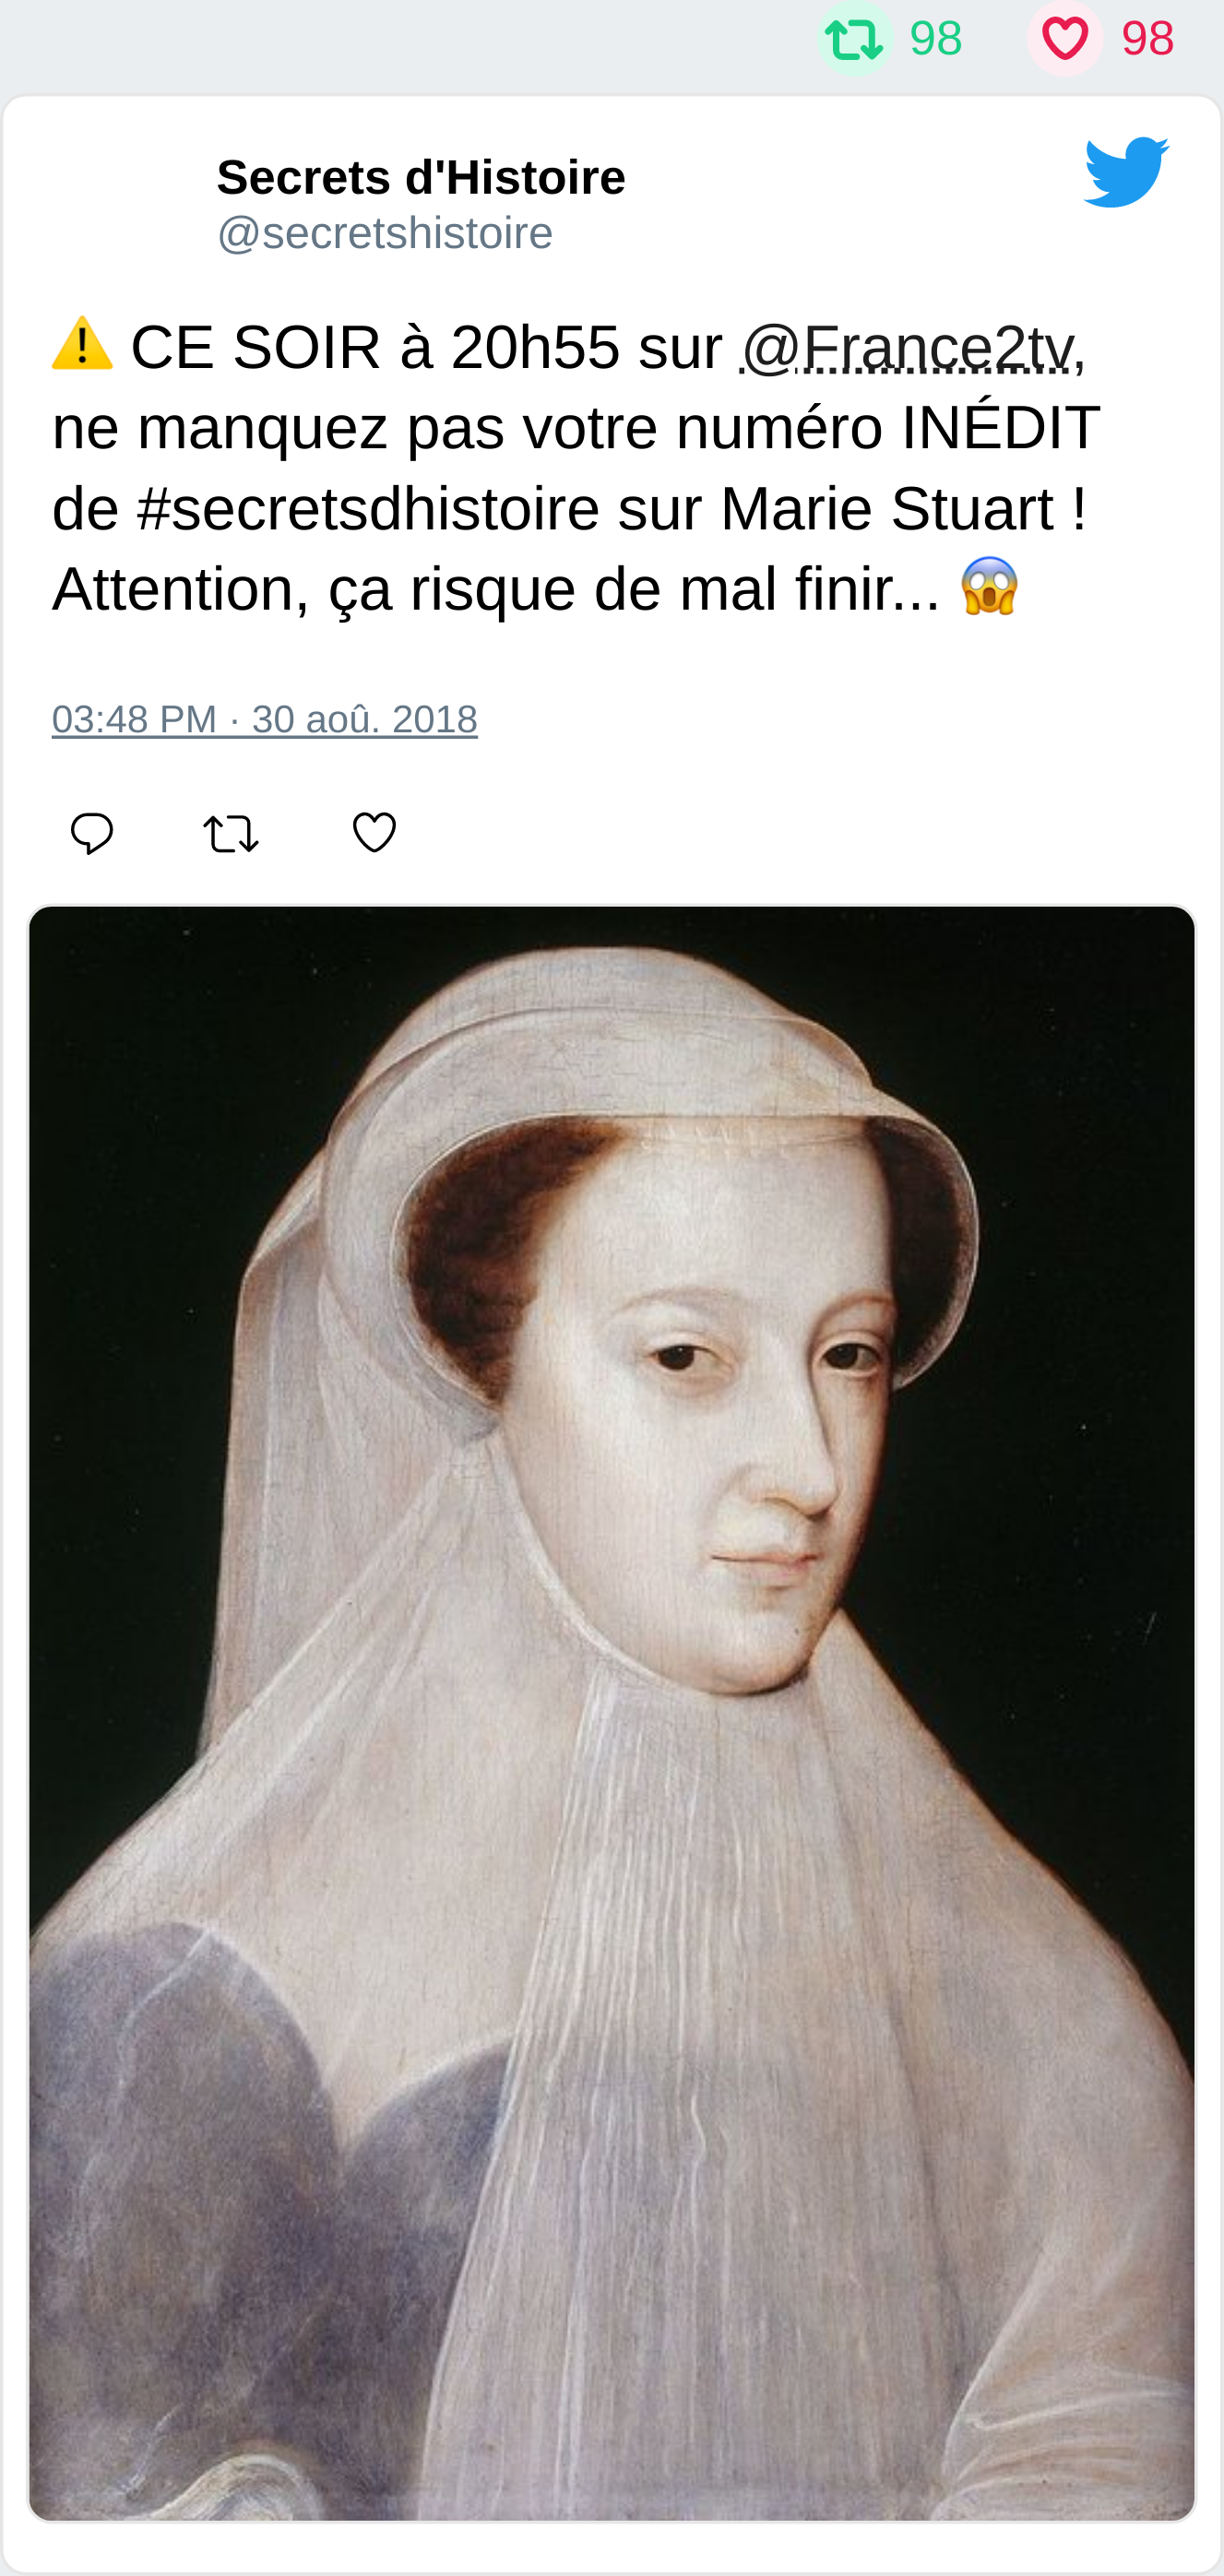 98 98
Secrets d'Histoire
@secretshistoire
⚠️ CE SOIR à 20h55 sur @France2tv,
ne manquez pas votre numéro INÉDIT
de #secretsdhistoire sur Marie Stuart !
Attention, ça risque de mal finir... 😱
03:48 PM · 30 aoû. 2018